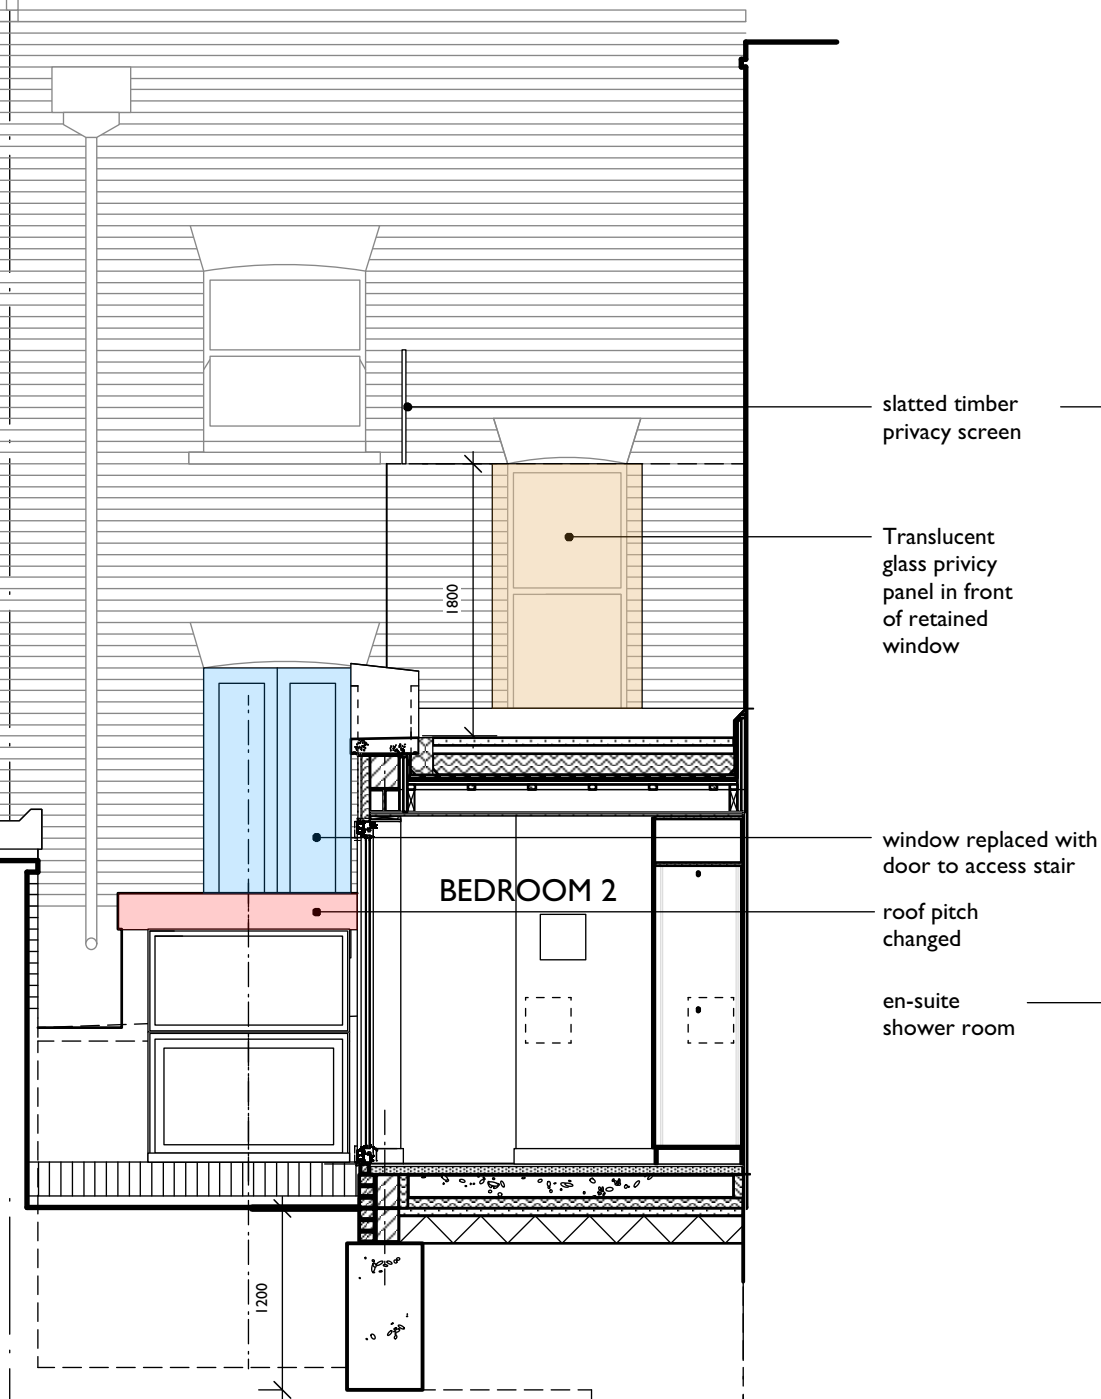 slatted timber
privacy screen
Translucent
glass privicy
panel in front
of retained
window
1800
window replaced with
door to access stair
BEDROOM 2
roof pitch
changed
en-suite
shower room
1200